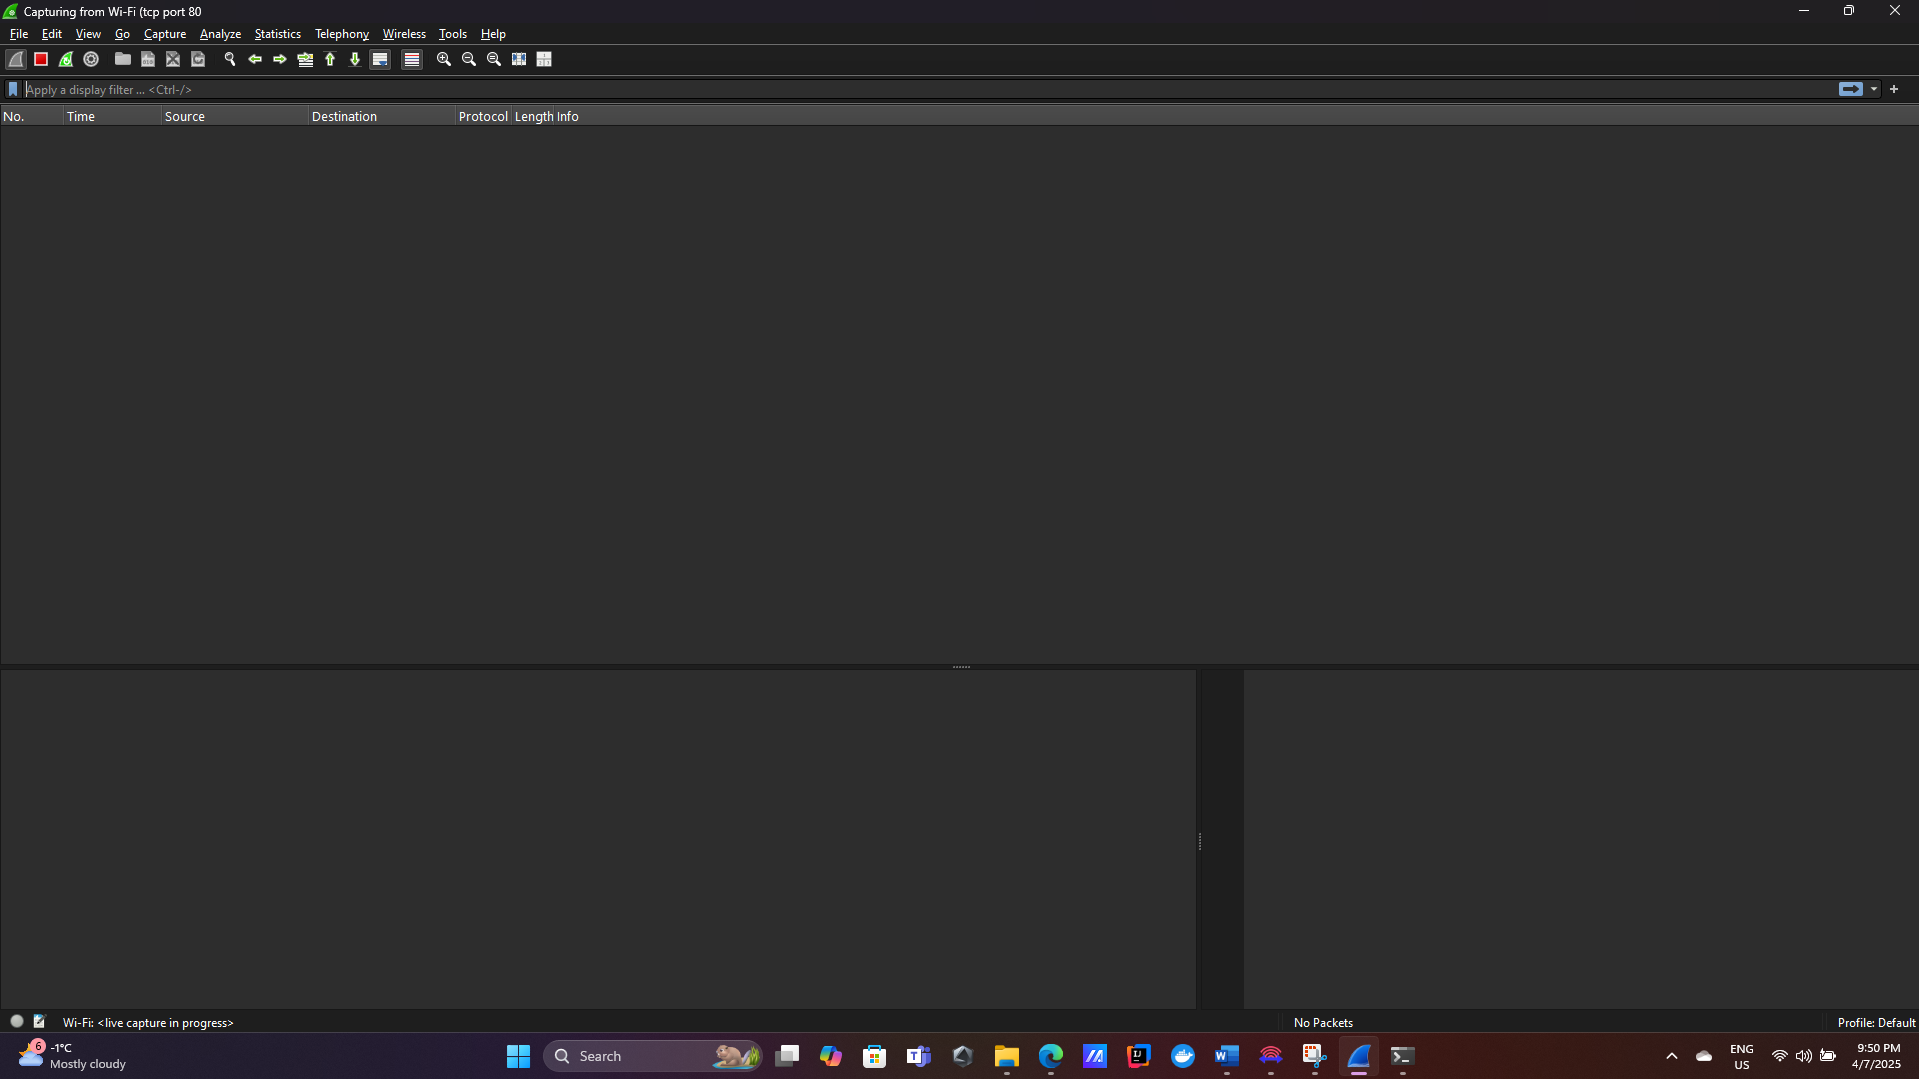 Capturing from Wi-Fi (tcp port 80
File Edit View Go Capture Analyze Statistics Telephony Wireless Tools Help
Apply a display filter ... <Ctrl-/>
No. Time Source Destination Protocol Length Info
Wi-Fi: <live capture in progress> No Packets Profile: Default
6
-1°C
Mostly cloudy
Search
ENG
US
9:50 PM
4/7/2025